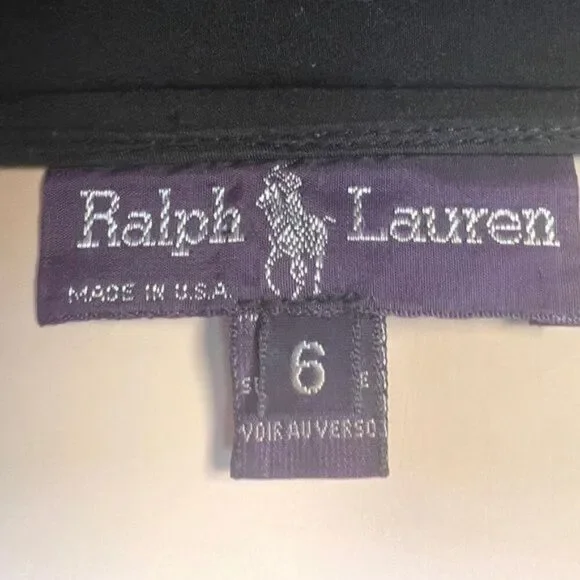 Ralph Lauren
MADE IN U.S.A.
6
VOIR AU VERSO